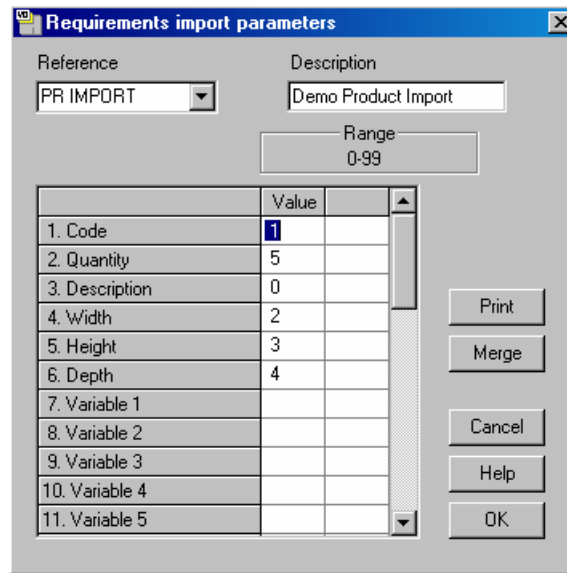 Requirements import parameters
Reference Description
PR IMPORT Demo Product Import
Range
0-99
Value
1. Code 1
2. Quantity 5
3. Description 0
4. Width 2
5. Height 3
6. Depth 4
7. Variable 1
8. Variable 2
9. Variable 3
10. Variable 4
11. Variable 5
Print
Merge
Cancel
Help
OK